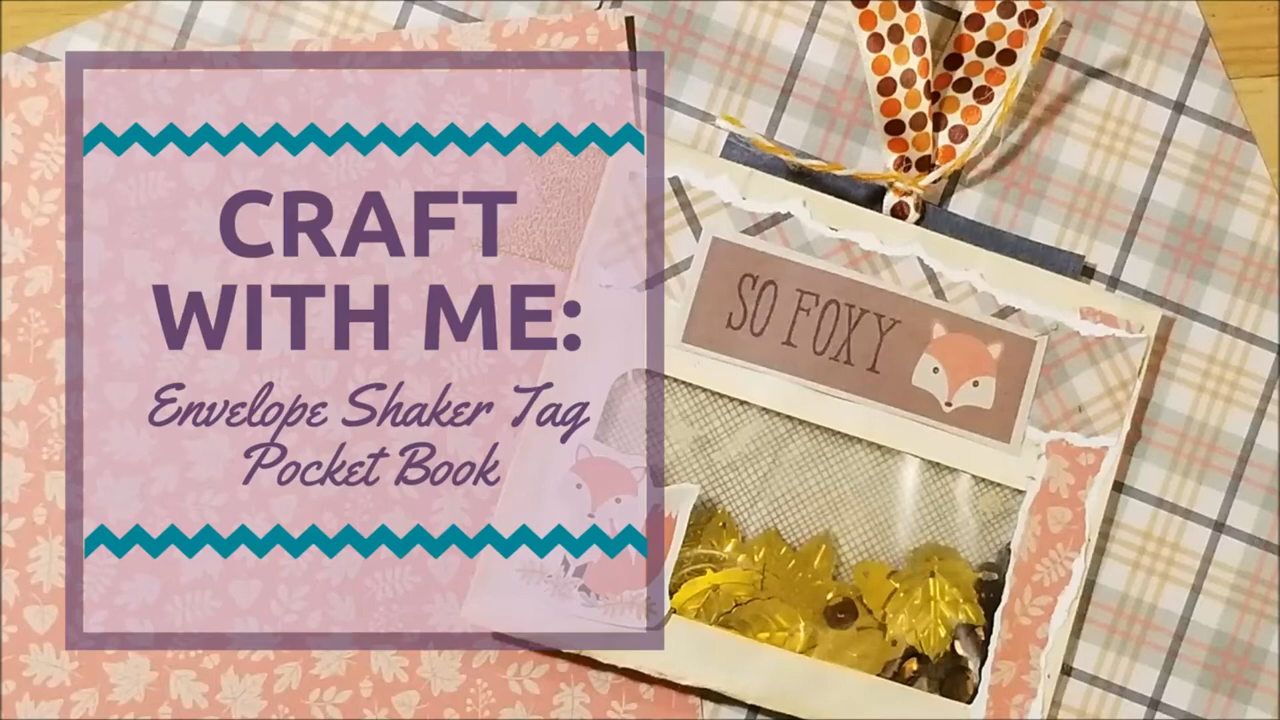 CRAFT
WITH ME:
Envelope Shaker Tag
Pocket Book
SO FOXY